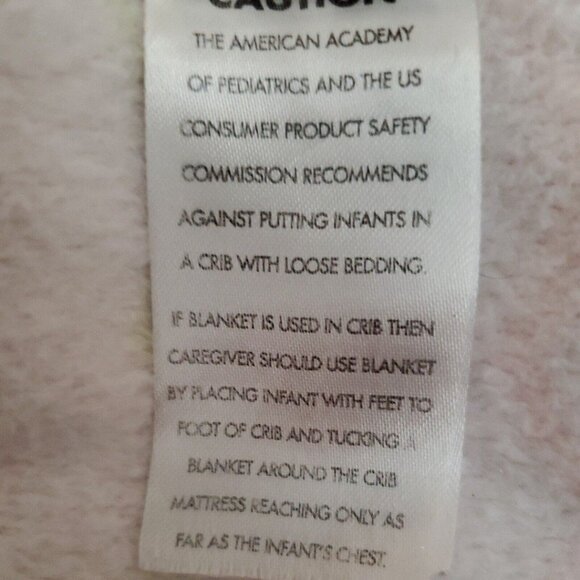 CAUTION
THE AMERICAN ACADEMY
OF PEDIATRICS AND THE US
CONSUMER PRODUCT SAFETY
COMMISSION RECOMMENDS
AGAINST PUTTING INFANTS IN
A CRIB WITH LOOSE BEDDING.
IF BLANKET IS USED IN CRIB THEN
CAREGIVER SHOULD USE BLANKET
BY PLACING INFANT WITH FEET TO
FOOT OF CRIB AND TUCKING A
BLANKET AROUND THE CRIB
MATTRESS REACHING ONLY AS
FAR AS THE INFANT'S CHEST.